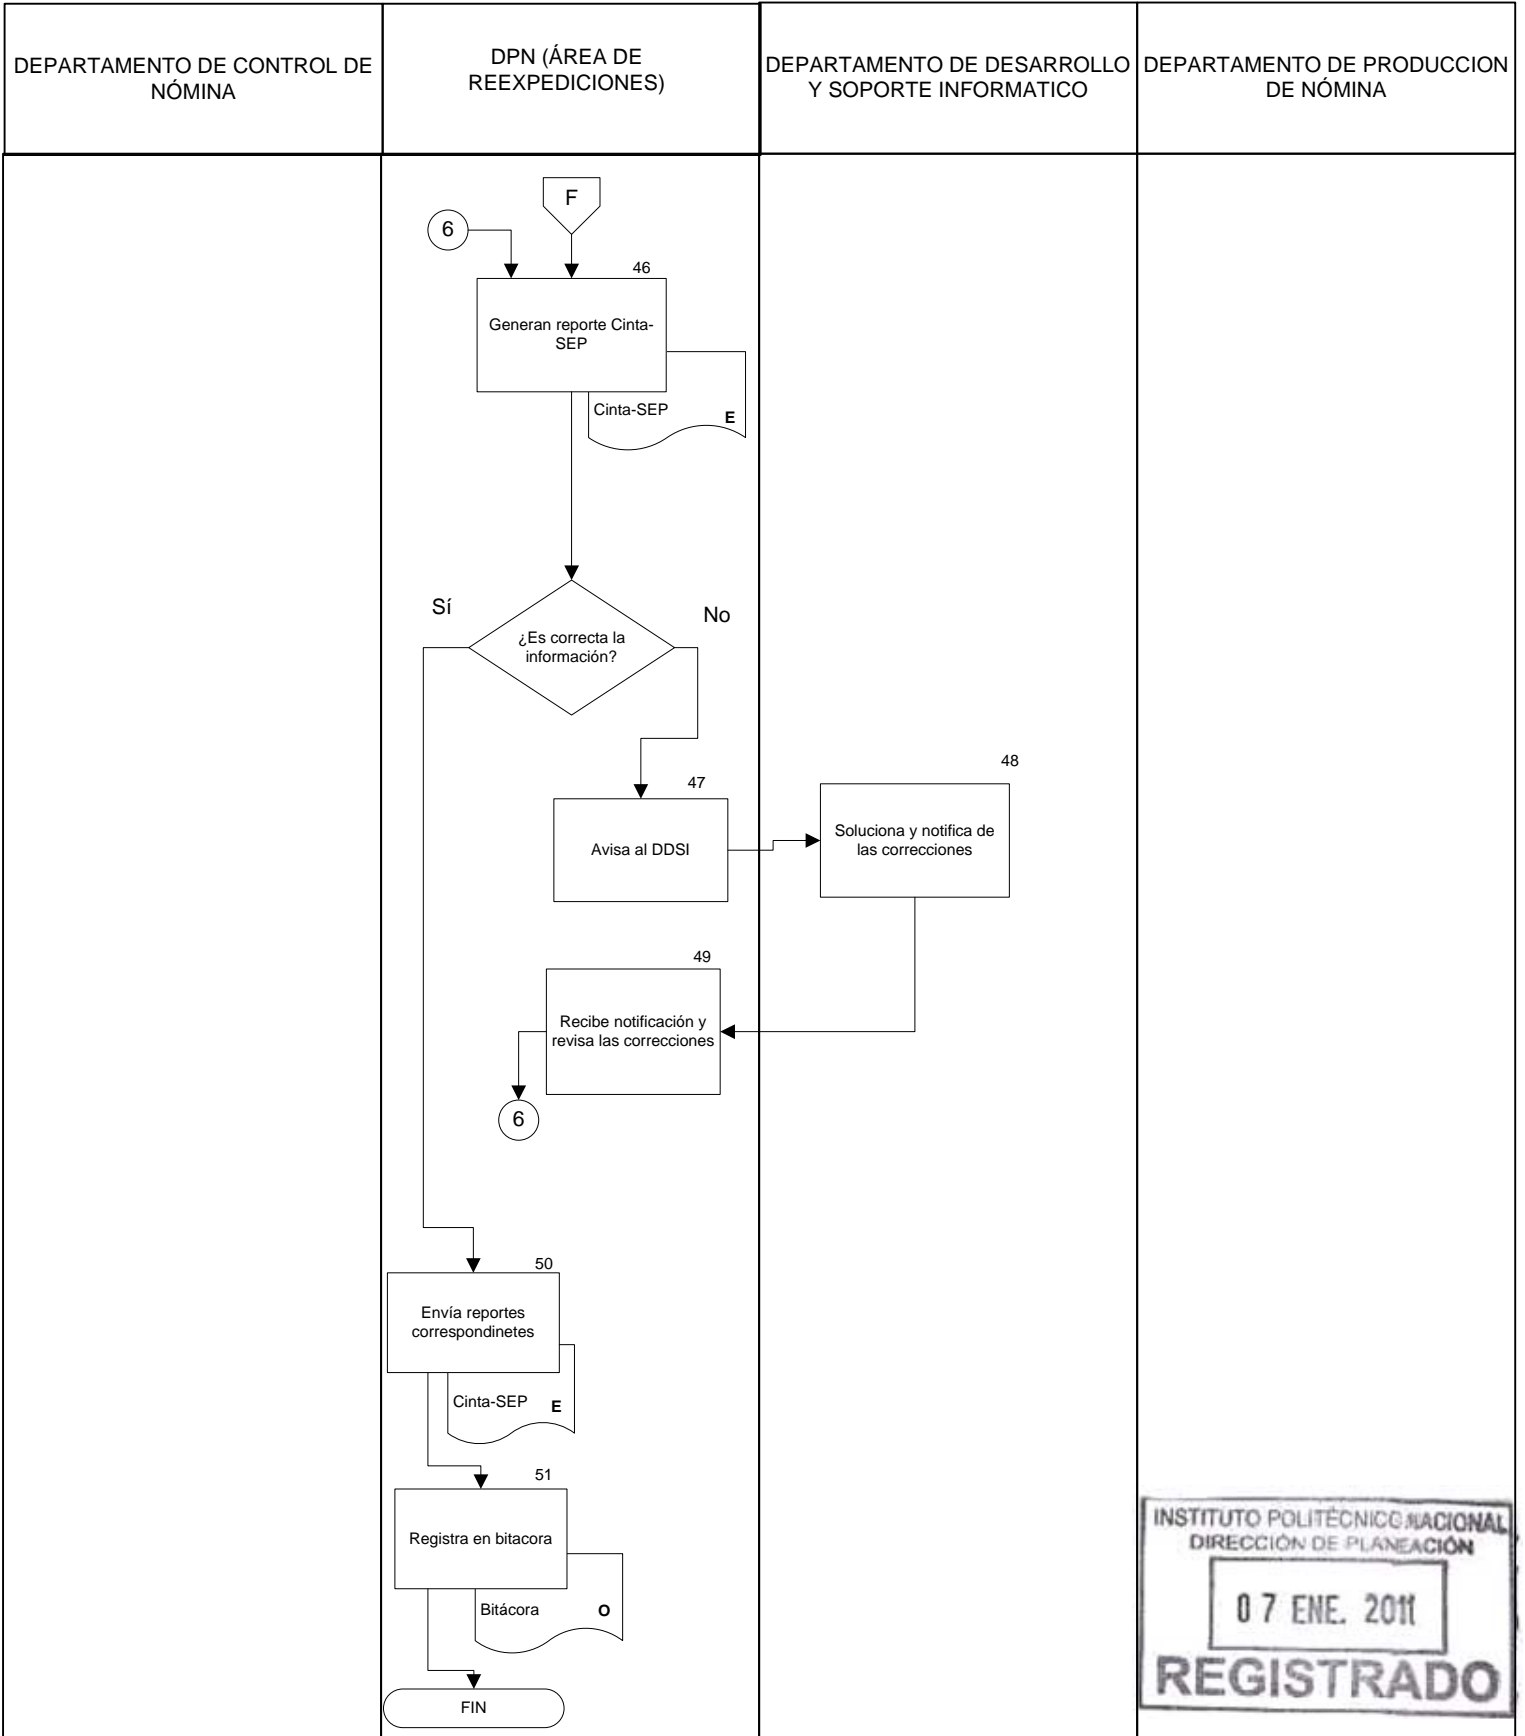 DEPARTAMENTO DE CONTROL DE
NÓMINA
DPN (ÁREA DE
REEXPEDICIONES)
DEPARTAMENTO DE DESARROLLO
Y SOPORTE INFORMATICO
DEPARTAMENTO DE PRODUCCION
DE NÓMINA
F
6
46
Generan reporte Cinta-
SEP
Cinta-SEP
E
Sí
No
¿Es correcta la
información?
47
Avisa al DDSI
48
Soluciona y notifica de
las correcciones
49
Recibe notificación y
revisa las correcciones
6
50
Envía reportes
correspondinetes
Cinta-SEP
E
51
Registra en bitacora
Bitácora
O
FIN
INSTITUTO POLITÉCNICO NACIONAL
DIRECCIÓN DE PLANEACIÓN
07 ENE. 2011
REGISTRADO